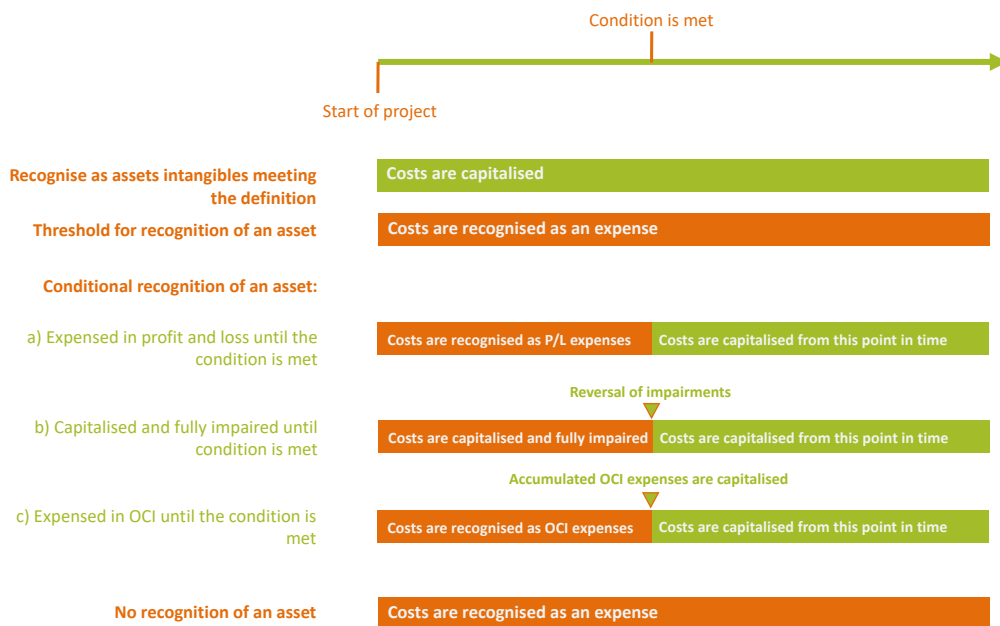 Condition is met
Start of project
Recognise as assets intangibles meeting
the definition
Costs are capitalised
Threshold for recognition of an asset
Costs are recognised as an expense
Conditional recognition of an asset:
a) Expensed in profit and loss until the
condition is met
Costs are recognised as P/L expenses
Costs are capitalised from this point in time
Reversal of impairments
b) Capitalised and fully impaired until
condition is met
Costs are capitalised and fully impaired
Costs are capitalised from this point in time
Accumulated OCI expenses are capitalised
c) Expensed in OCI until the condition is
met
Costs are recognised as OCI expenses
Costs are capitalised from this point in time
No recognition of an asset
Costs are recognised as an expense